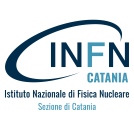 INFN
CATANIA
Istituto Nazionale di Fisica Nucleare
Sezione di Catania